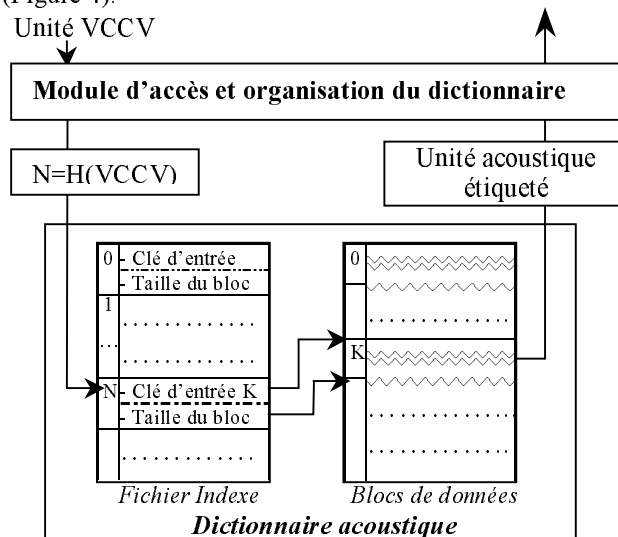 (Figure 4).
Unité VCCV
Module d'accès et organisation du dictionnaire
N=H(VCCV)
Unité acoustique
étiqueté
0 - Clé d'entrée
- Taille du bloc
1
...
N - Clé d'entrée K
- Taille du bloc
0
K
Fichier Indexe
Blocs de données
Dictionnaire acoustique